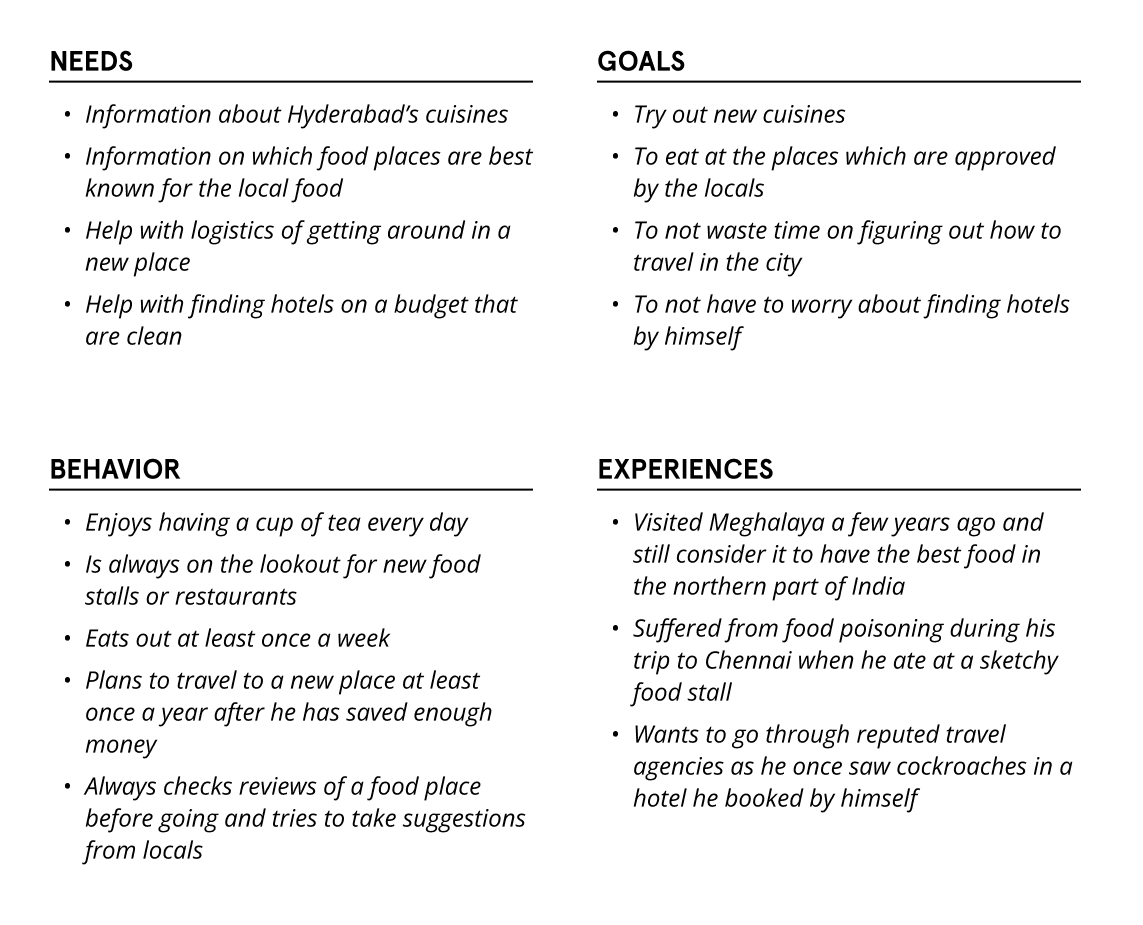 NEEDS
• Information about Hyderabad’s cuisines
• Information on which food places are best
known for the local food
• Help with logistics of getting around in a
new place
• Help with finding hotels on a budget that
are clean
GOALS
• Try out new cuisines
• To eat at the places which are approved
by the locals
• To not waste time on figuring out how to
travel in the city
• To not have to worry about finding hotels
by himself
BEHAVIOR
• Enjoys having a cup of tea every day
• Is always on the lookout for new food
stalls or restaurants
• Eats out at least once a week
• Plans to travel to a new place at least
once a year after he has saved enough
money
• Always checks reviews of a food place
before going and tries to take suggestions
from locals
EXPERIENCES
• Visited Meghalaya a few years ago and
still consider it to have the best food in
the northern part of India
• Suffered from food poisoning during his
trip to Chennai when he ate at a sketchy
food stall
• Wants to go through reputed travel
agencies as he once saw cockroaches in a
hotel he booked by himself